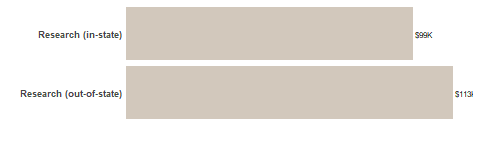 Research (in-state) $99K
Research (out-of-state) $113